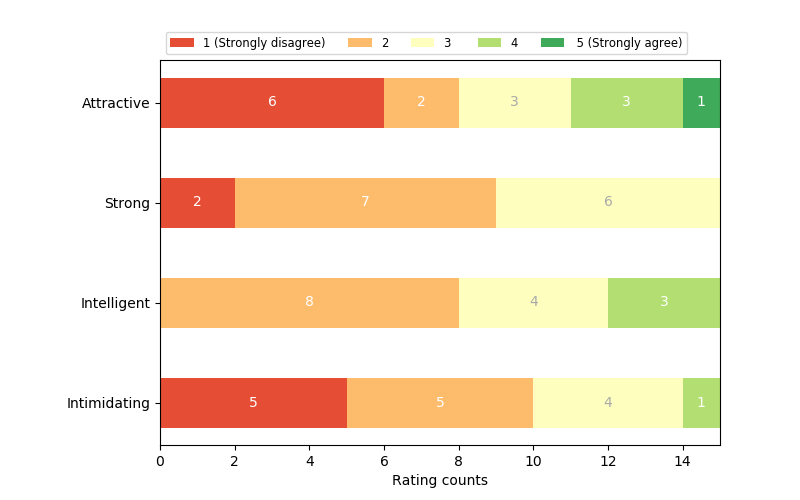 1 (Strongly disagree) 2 3 4 5 (Strongly agree)
Attractive 6 2 3 3 1
Strong 2 7 6
Intelligent 8 4 3
Intimidating 5 5 4 1
0 2 4 6 8 10 12 14
Rating counts